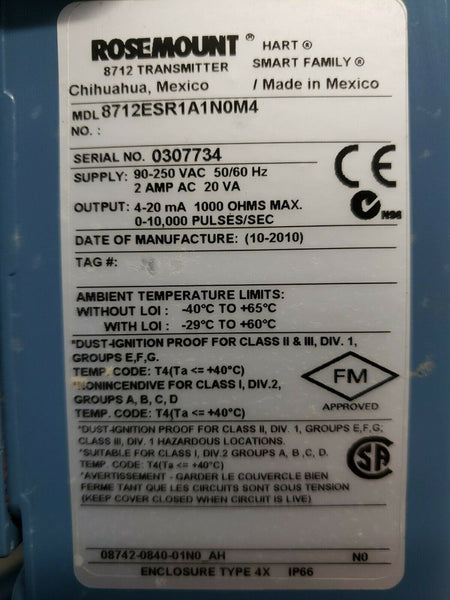 ROSEMOUNT ® HART ®
8712 TRANSMITTER SMART FAMILY ®
Chihuahua, Mexico / Made in Mexico
MDL 8712ESR1A1N0M4
NO. :
SERIAL NO. 0307734
SUPPLY: 90-250 VAC 50/60 Hz
2 AMP AC 20 VA
CE
OUTPUT: 4-20 mA 1000 OHMS MAX.
0-10,000 PULSES/SEC
N96
DATE OF MANUFACTURE: (10-2010)
TAG #:
AMBIENT TEMPERATURE LIMITS:
WITHOUT LOI : -40°C TO +65°C
WITH LOI : -29°C TO +60°C
*DUST-IGNITION PROOF FOR CLASS II & III, DIV. 1,
GROUPS E,F,G.
TEMP. CODE: T4(Ta <= +40°C)
*NONINCENDIVE FOR CLASS I, DIV.2,
GROUPS A, B, C, D
TEMP. CODE: T4(Ta <= +40°C)
FM
APPROVED
*DUST-IGNITION PROOF FOR CLASS II, DIV. 1, GROUPS E,F,G;
CLASS III, DIV. 1 HAZARDOUS LOCATIONS.
*SUITABLE FOR CLASS I, DIV.2 GROUPS A, B, C, D.
TEMP. CODE: T4(Ta <= +40°C)
*AVERTISSEMENT - GARDER LE COUVERCLE BIEN
FERME TANT QUE LES CIRCUITS SONT SOUS TENSION
(KEEP COVER CLOSED WHEN CIRCUIT IS LIVE)
SA
08742-0840-01N0_AH N0
ENCLOSURE TYPE 4X IP66